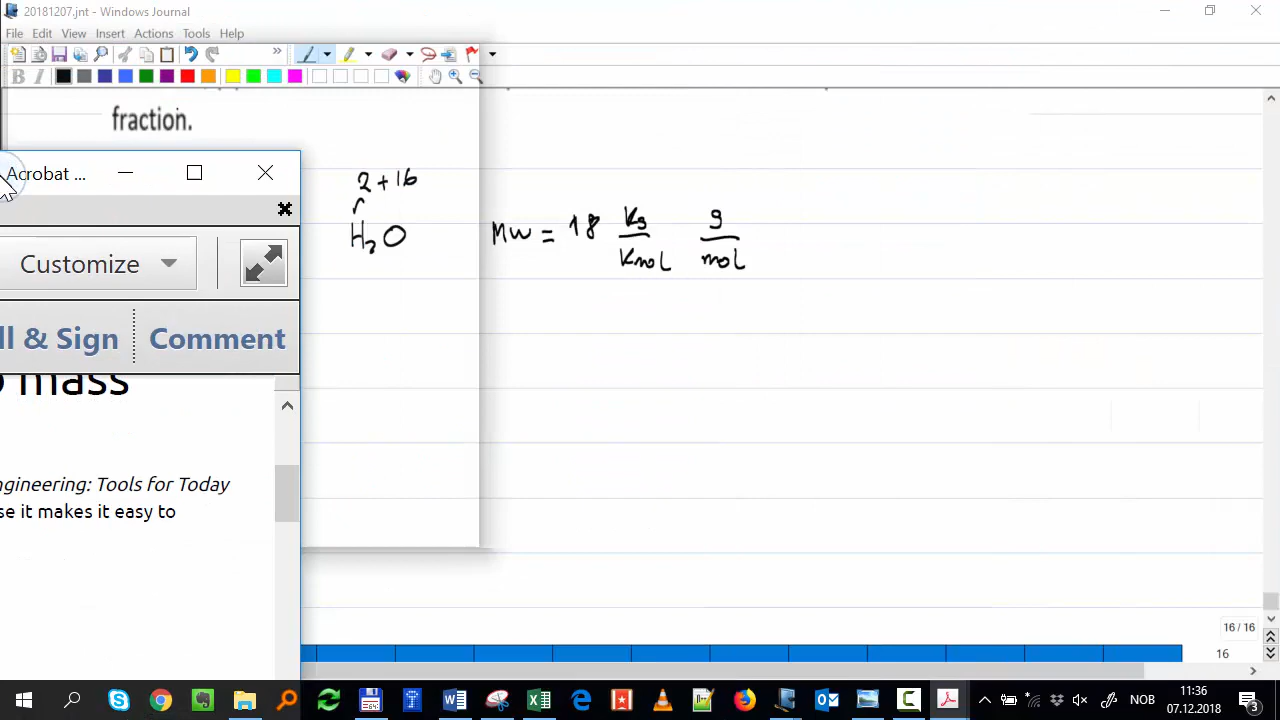 20181207.jnt - Windows Journal
File Edit View Insert Actions Tools Help
»
B I
fraction.
Acrobat ...
Customize
ll & Sign Comment
mass
ngineering: Tools for Today
se it makes it easy to
2 + 16
H2O MW = 18 Kg/Kmol g/mol
16 / 16
16
NOB
11:36
07.12.2018
3